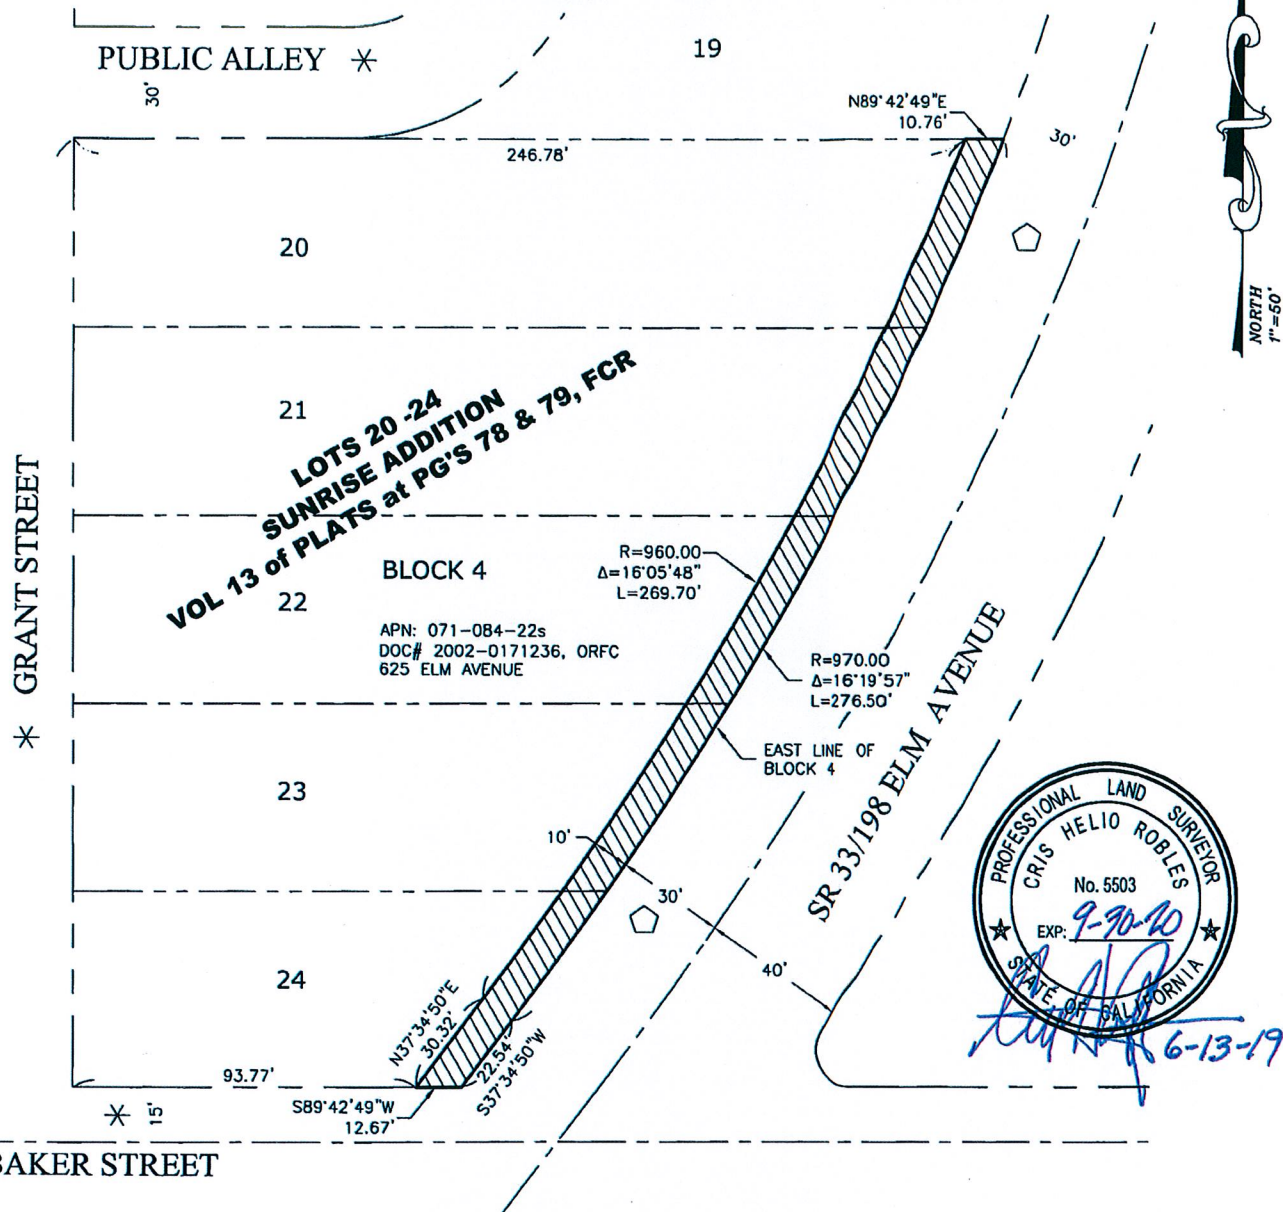 PUBLIC ALLEY *
30'
19
N89°42'49"E
10.76'
30'
246.78'
20
NORTH
1"=50'
21
LOTS 20 -24
SUNRISE ADDITION
VOL 13 of PLATS at PG'S 78 & 79, FCR
* GRANT STREET
BLOCK 4
22
R=960.00
Δ=16°05'48"
L=269.70'
APN: 071-084-22s
DOC# 2002-0171236, ORFC
625 ELM AVENUE
R=970.00
Δ=16°19'57"
L=276.50'
EAST LINE OF
BLOCK 4
SR 33/198 ELM AVENUE
23
10'
30'
40'
24
N37°34'50"E
30.32'
22.54'
S37°34'50"W
93.77'
S89°42'49"W
12.67'
* 15'
BAKER STREET
PROFESSIONAL LAND SURVEYOR
CRIS HELIO ROBLES
No. 5503
EXP: 9-30-20
STATE OF CALIFORNIA
6-13-19